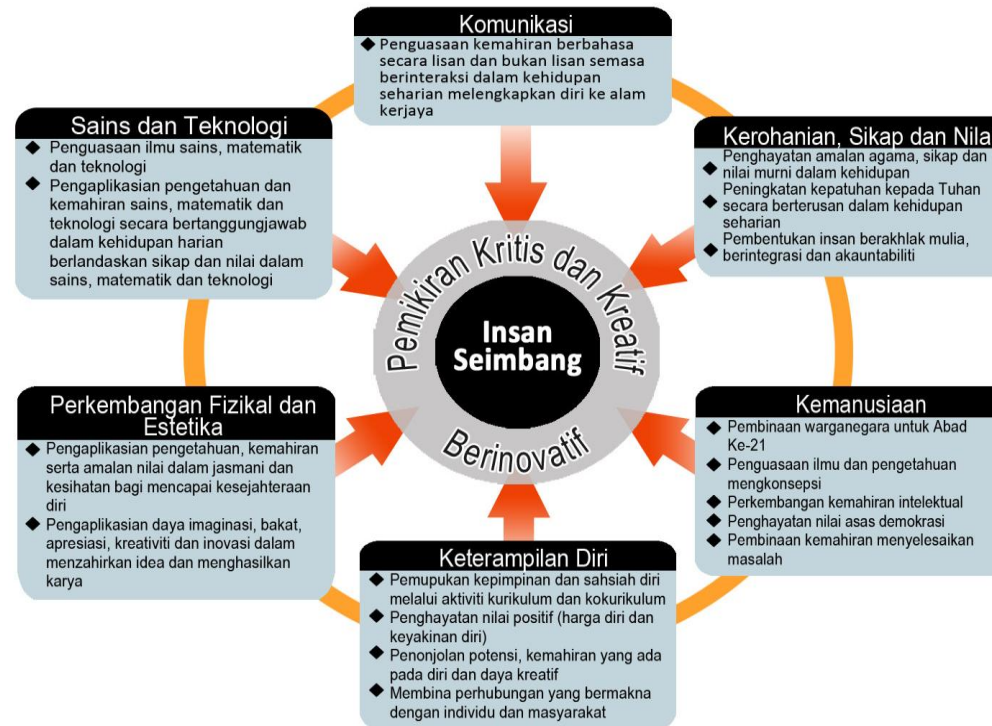 Komunikasi
◆ Penguasaan kemahiran berbahasa
secara lisan dan bukan lisan semasa
berinteraksi dalam kehidupan
seharian melengkapkan diri ke alam
kerjaya
Sains dan Teknologi
◆ Penguasaan ilmu sains, matematik
dan teknologi
◆ Pengaplikasian pengetahuan dan
kemahiran sains, matematik dan
teknologi secara bertanggungjawab
dalam kehidupan harian
berlandaskan sikap dan nilai dalam
sains, matematik dan teknologi
Kerohanian, Sikap dan Nilai
◆ Penghayatan amalan agama, sikap dan
nilai murni dalam kehidupan
Peningkatan kepatuhan kepada Tuhan
◆ secara berterusan dalam kehidupan
seharian
◆ Pembentukan insan berakhlak mulia,
berintegrasi dan akauntabiliti
Pemikiran Kritis dan Kreatif
Insan
Seimbang
Berinovatif
Perkembangan Fizikal dan
Estetika
◆ Pengaplikasian pengetahuan, kemahiran
serta amalan nilai dalam jasmani dan
kesihatan bagi mencapai kesejahteraan
diri
◆ Pengaplikasian daya imaginasi, bakat,
apresiasi, kreativiti dan inovasi dalam
menzahirkan idea dan menghasilkan
karya
Kemanusiaan
◆ Pembinaan warganegara untuk Abad
Ke-21
◆ Penguasaan ilmu dan pengetahuan
mengkonsepsi
◆ Perkembangan kemahiran intelektual
◆ Penghayatan nilai asas demokrasi
◆ Pembinaan kemahiran menyelesaikan
masalah
Keterampilan Diri
◆ Pemupukan kepimpinan dan sahsiah diri
melalui aktiviti kurikulum dan kokurikulum
◆ Penghayatan nilai positif (harga diri dan
keyakinan diri)
◆ Penonjolan potensi, kemahiran yang ada
pada diri dan daya kreatif
◆ Membina perhubungan yang bermakna
dengan individu dan masyarakat